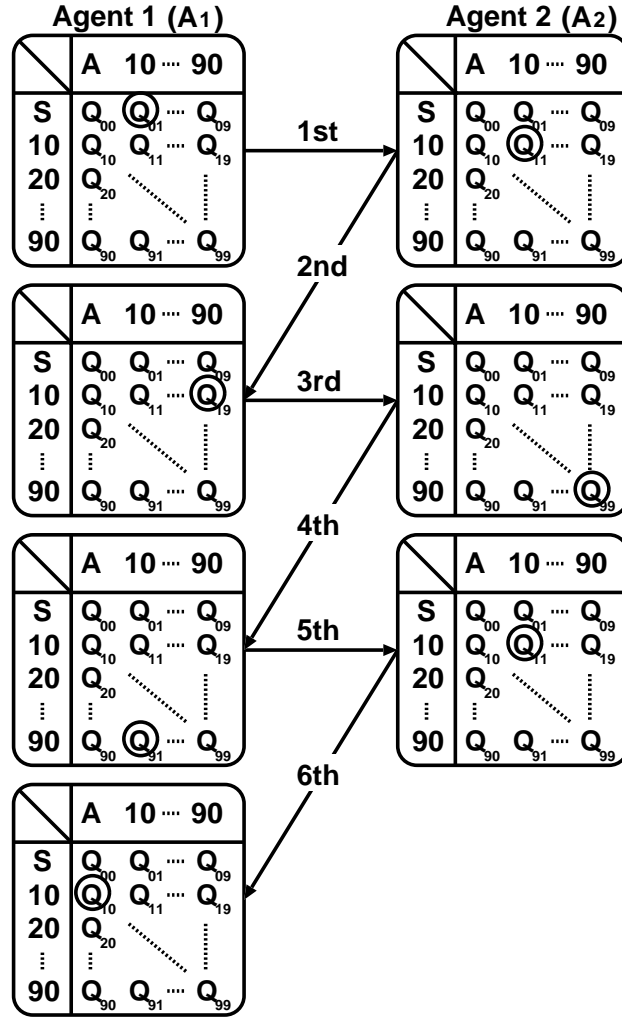 Agent 1 (A1) Agent 2 (A2)
A 10 ···· 90 A 10 ···· 90
S Q00 Q01 ···· Q09 S Q00 Q01 ···· Q09
1st
10 Q10 Q11 ···· Q19 10 Q10 Q11 ···· Q19
20 Q20 20 Q20
90 Q90 Q91 ···· Q99 90 Q90 Q91 ···· Q99
2nd
A 10 ···· 90 A 10 ···· 90
S Q00 Q01 ···· Q09 S Q00 Q01 ···· Q09
3rd
10 Q10 Q11 ···· Q19 10 Q10 Q11 ···· Q19
20 Q20 20 Q20
90 Q90 Q91 ···· Q99 90 Q90 Q91 ···· Q99
4th
A 10 ···· 90 A 10 ···· 90
S Q00 Q01 ···· Q09 S Q00 Q01 ···· Q09
5th
10 Q10 Q11 ···· Q19 10 Q10 Q11 ···· Q19
20 Q20 20 Q20
90 Q90 Q91 ···· Q99 90 Q90 Q91 ···· Q99
6th
A 10 ···· 90
S Q00 Q01 ···· Q09
10 Q10 Q11 ···· Q19
20 Q20
90 Q90 Q91 ···· Q99